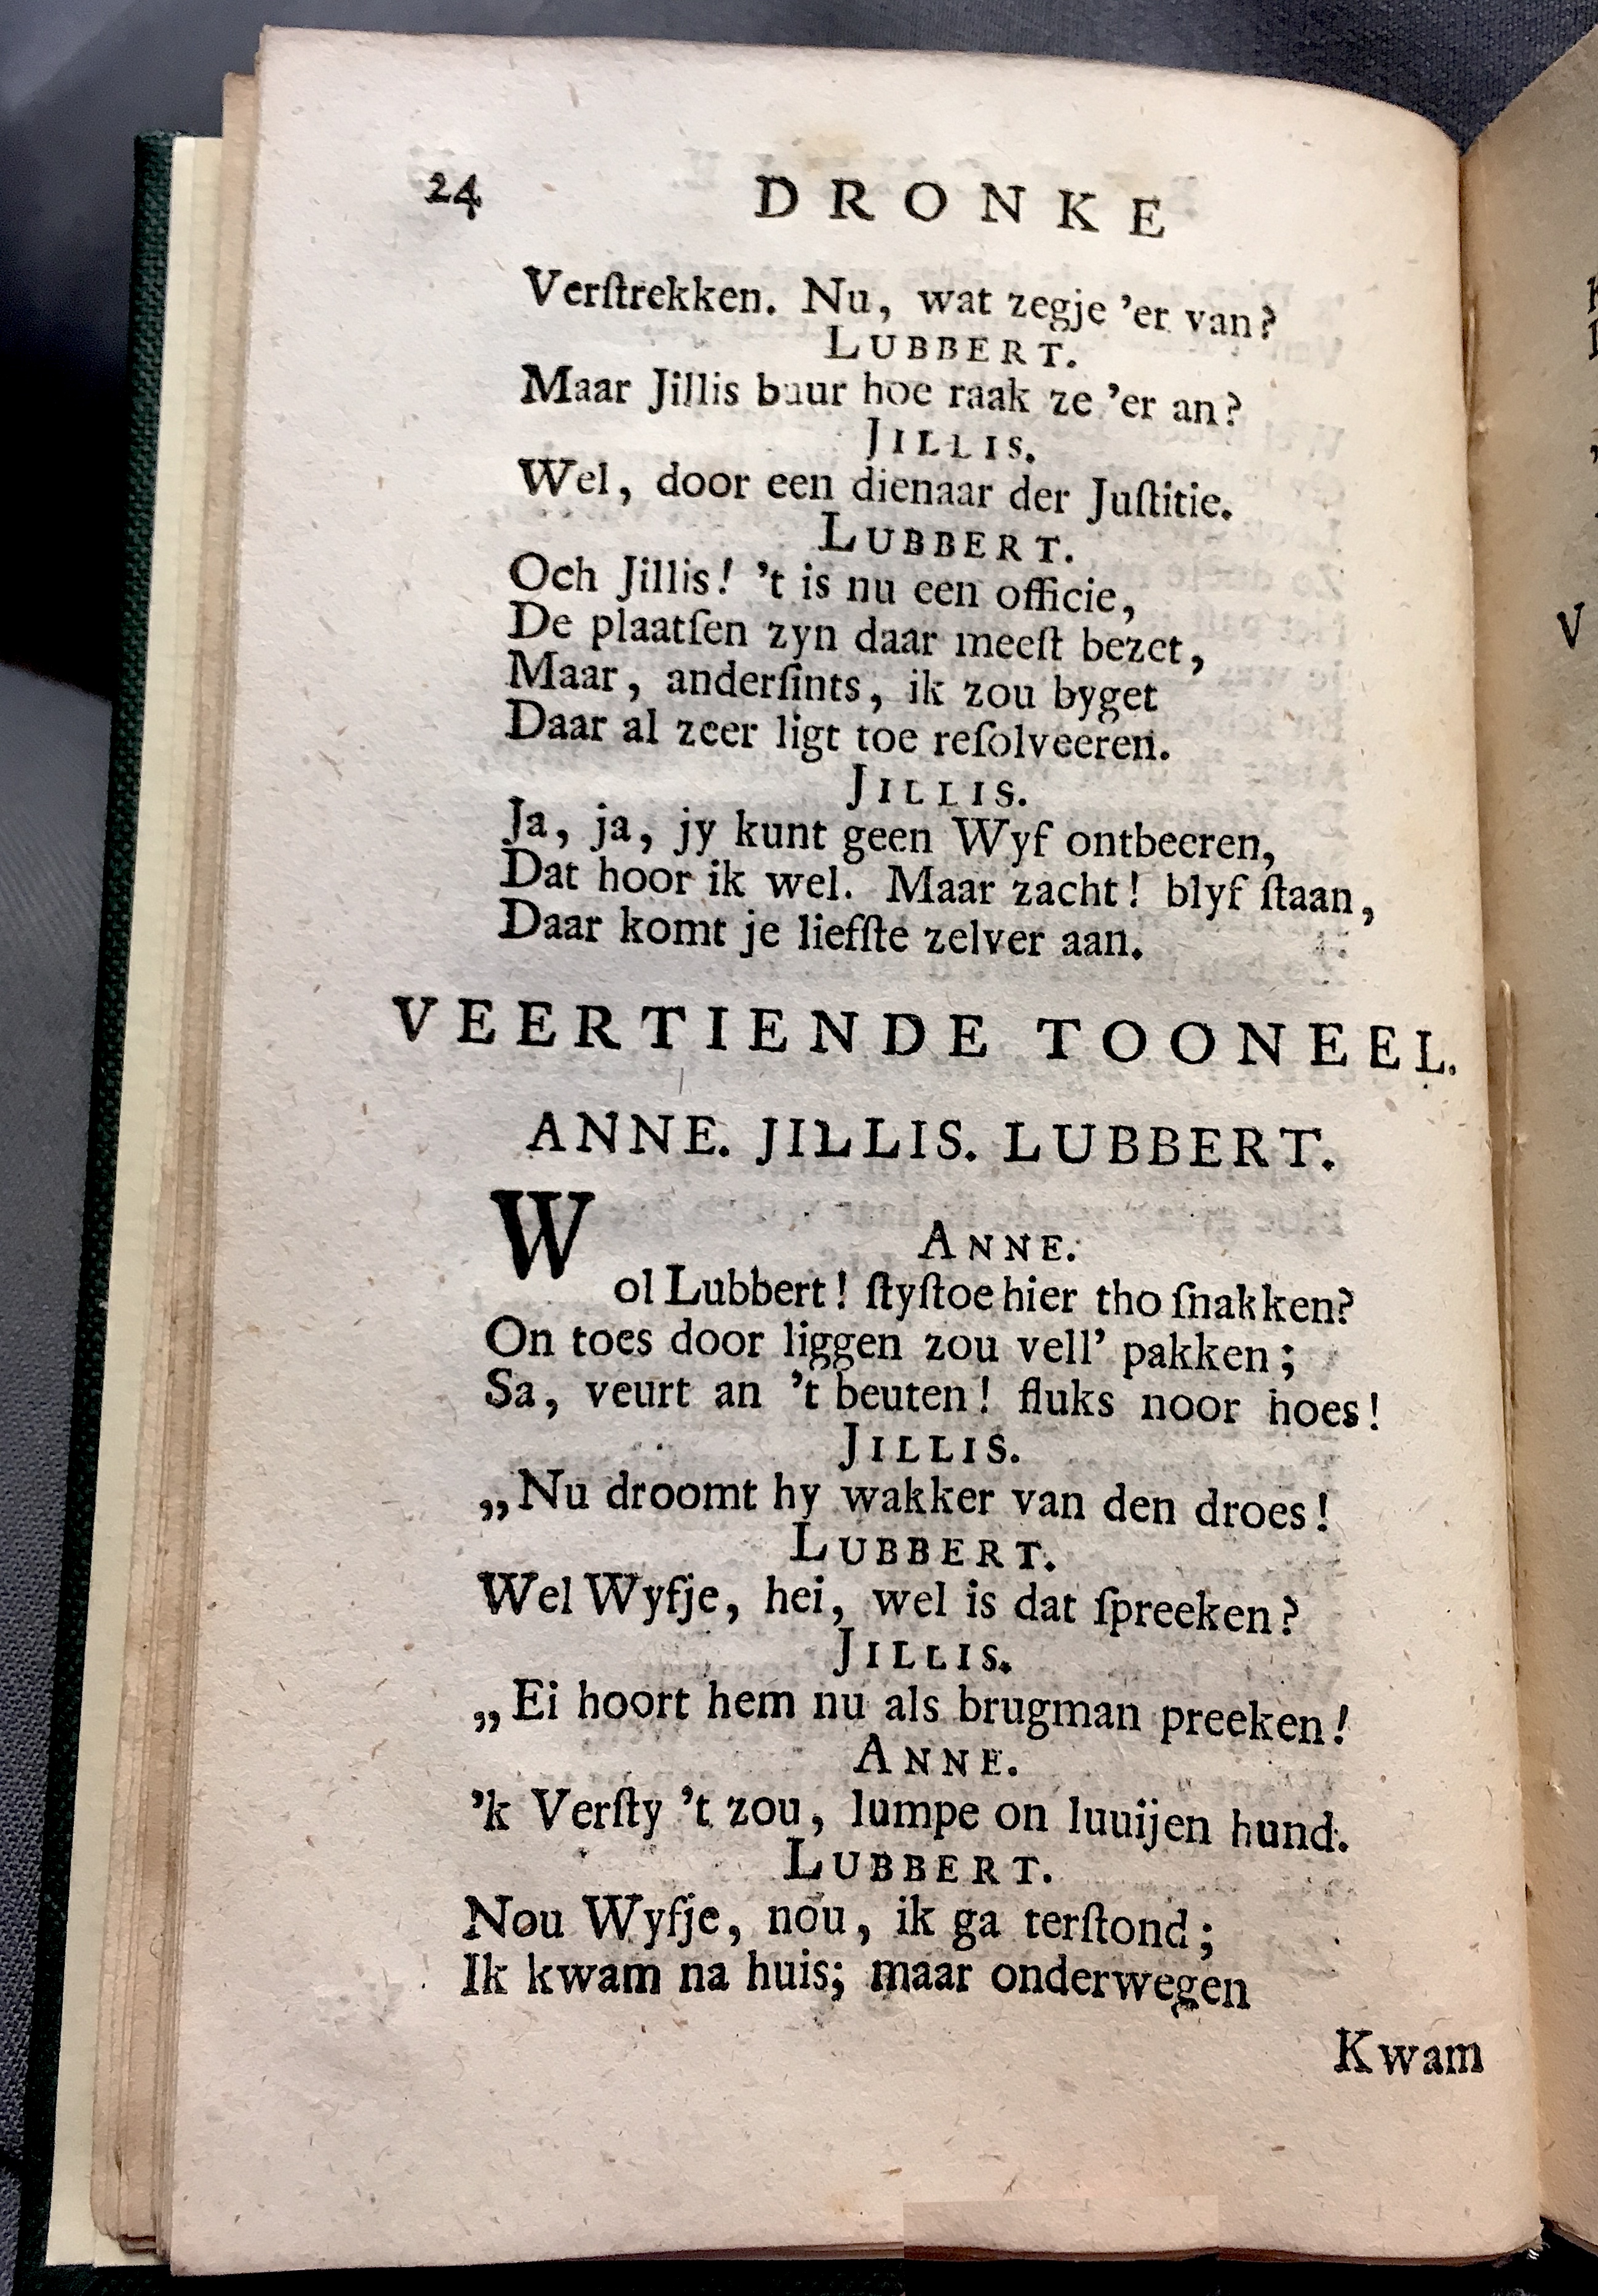 24 DRONKE
Verſtrekken. Nu, wat zegje ’er van?
LUBBERT.
Maar Jillis buur hoe raak ze ’er an?
JILLIS.
Wel, door een dienaar der Juſtitie.
LUBBERT.
Och Jillis! ’t is nu een officie,
De plaatſen zyn daar meeſt bezet,
Maar, anderſints, ik zou byget
Daar al zeer ligt toe reſolveeren.
JILLIS.
Ja, ja, jy kunt geen Wyf ontbeeren,
Dat hoor ik wel. Maar zacht! blyf ſtaan,
Daar komt je liefſte zelver aan.
VEERTIENDE TOONEEL.
ANNE. JILLIS. LUBBERT.
ANNE.
Wol Lubbert! ſtyſtoe hier tho ſnakken?
On toes door liggen zou vell’ pakken;
Sa, veurt an ’t beuten! fluks noor hoes!
JILLIS.
„Nu droomt hy wakker van den droes!
LUBBERT.
Wel Wyfje, hei, wel is dat ſpreeken?
JILLIS.
„Ei hoort hem nu als brugman preeken!
ANNE.
’k Verſty ’t zou, lumpe on luuijen hund.
LUBBERT.
Nou Wyfje, nou, ik ga terſtond;
Ik kwam na huis; maar onderwegen
Kwam